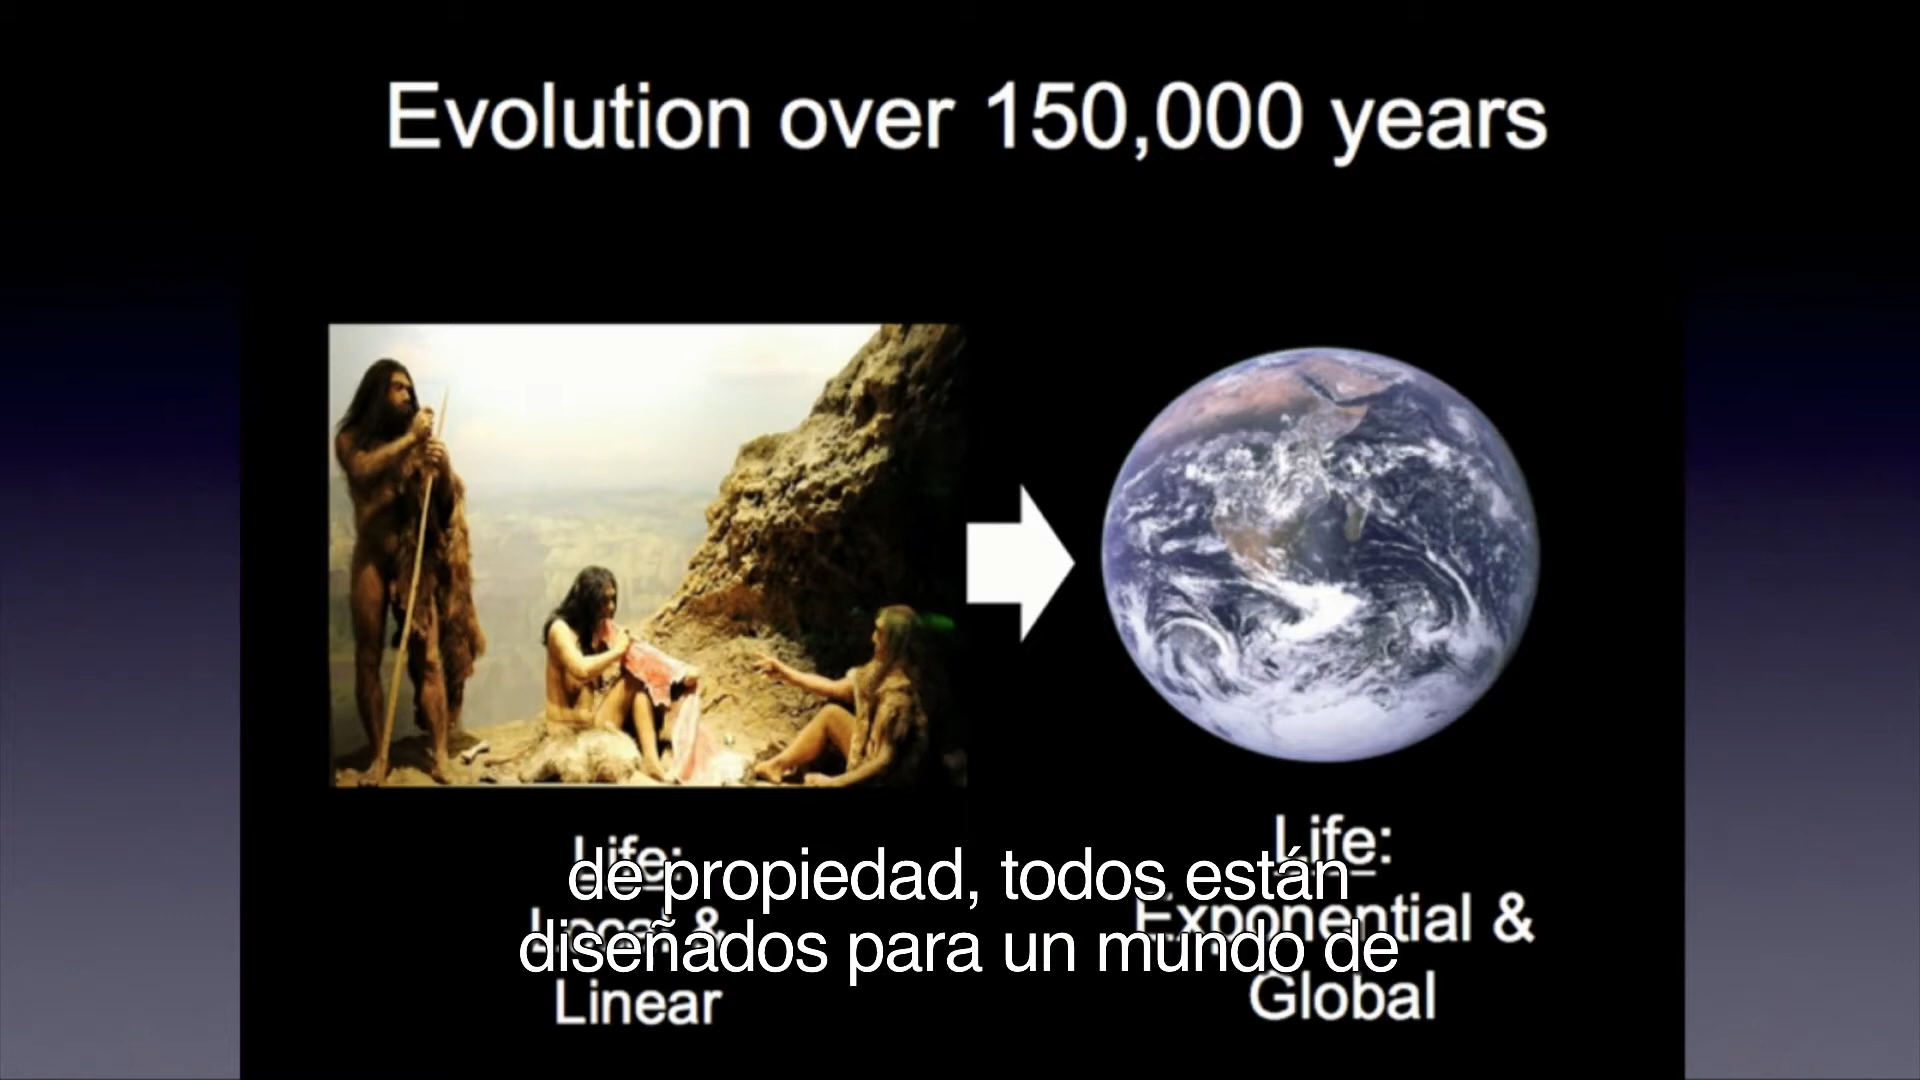 Evolution over 150,000 years
Life:
Local &
Linear
Life:
Exponential &
Global
de propiedad, todos están
diseñados para un mundo de